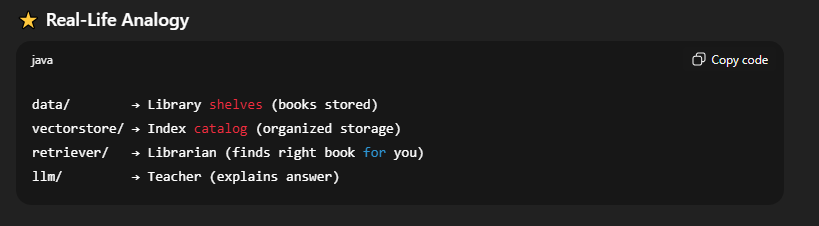 ⭐ Real-Life Analogy
java Copy code
data/ → Library shelves (books stored)
vectorstore/ → Index catalog (organized storage)
retriever/ → Librarian (finds right book for you)
llm/ → Teacher (explains answer)